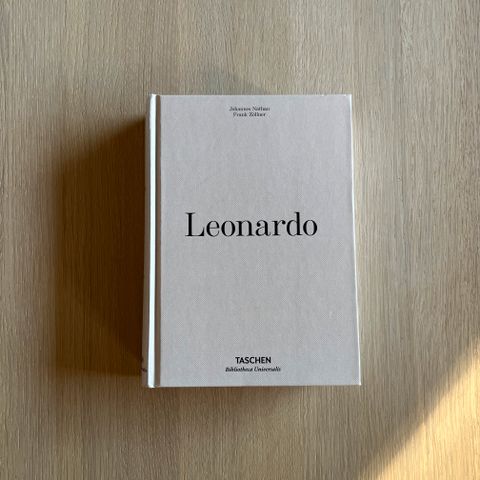 Johannes Nathan
Frank Zöllner
Leonardo
TASCHEN
Bibliotheca Universalis